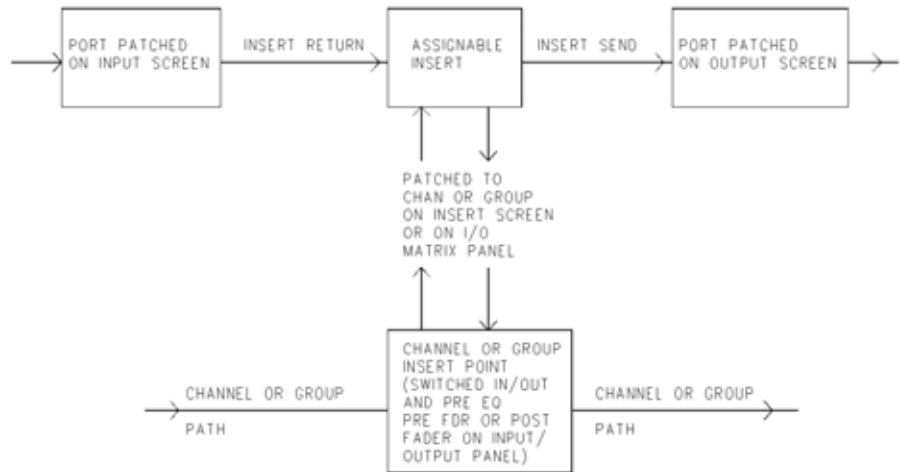 PORT PATCHED
ON INPUT SCREEN
INSERT RETURN
ASSIGNABLE
INSERT
INSERT SEND
PORT PATCHED
ON OUTPUT SCREEN
PATCHED TO
CHAN OR GROUP
ON INSERT SCREEN
OR ON I/O
MATRIX PANEL
CHANNEL OR GROUP
PATH
CHANNEL OR GROUP
INSERT POINT
(SWITCHED IN/OUT
AND PRE EQ
PRE FDR OR POST
FADER ON INPUT/
OUTPUT PANEL)
CHANNEL OR GROUP
PATH